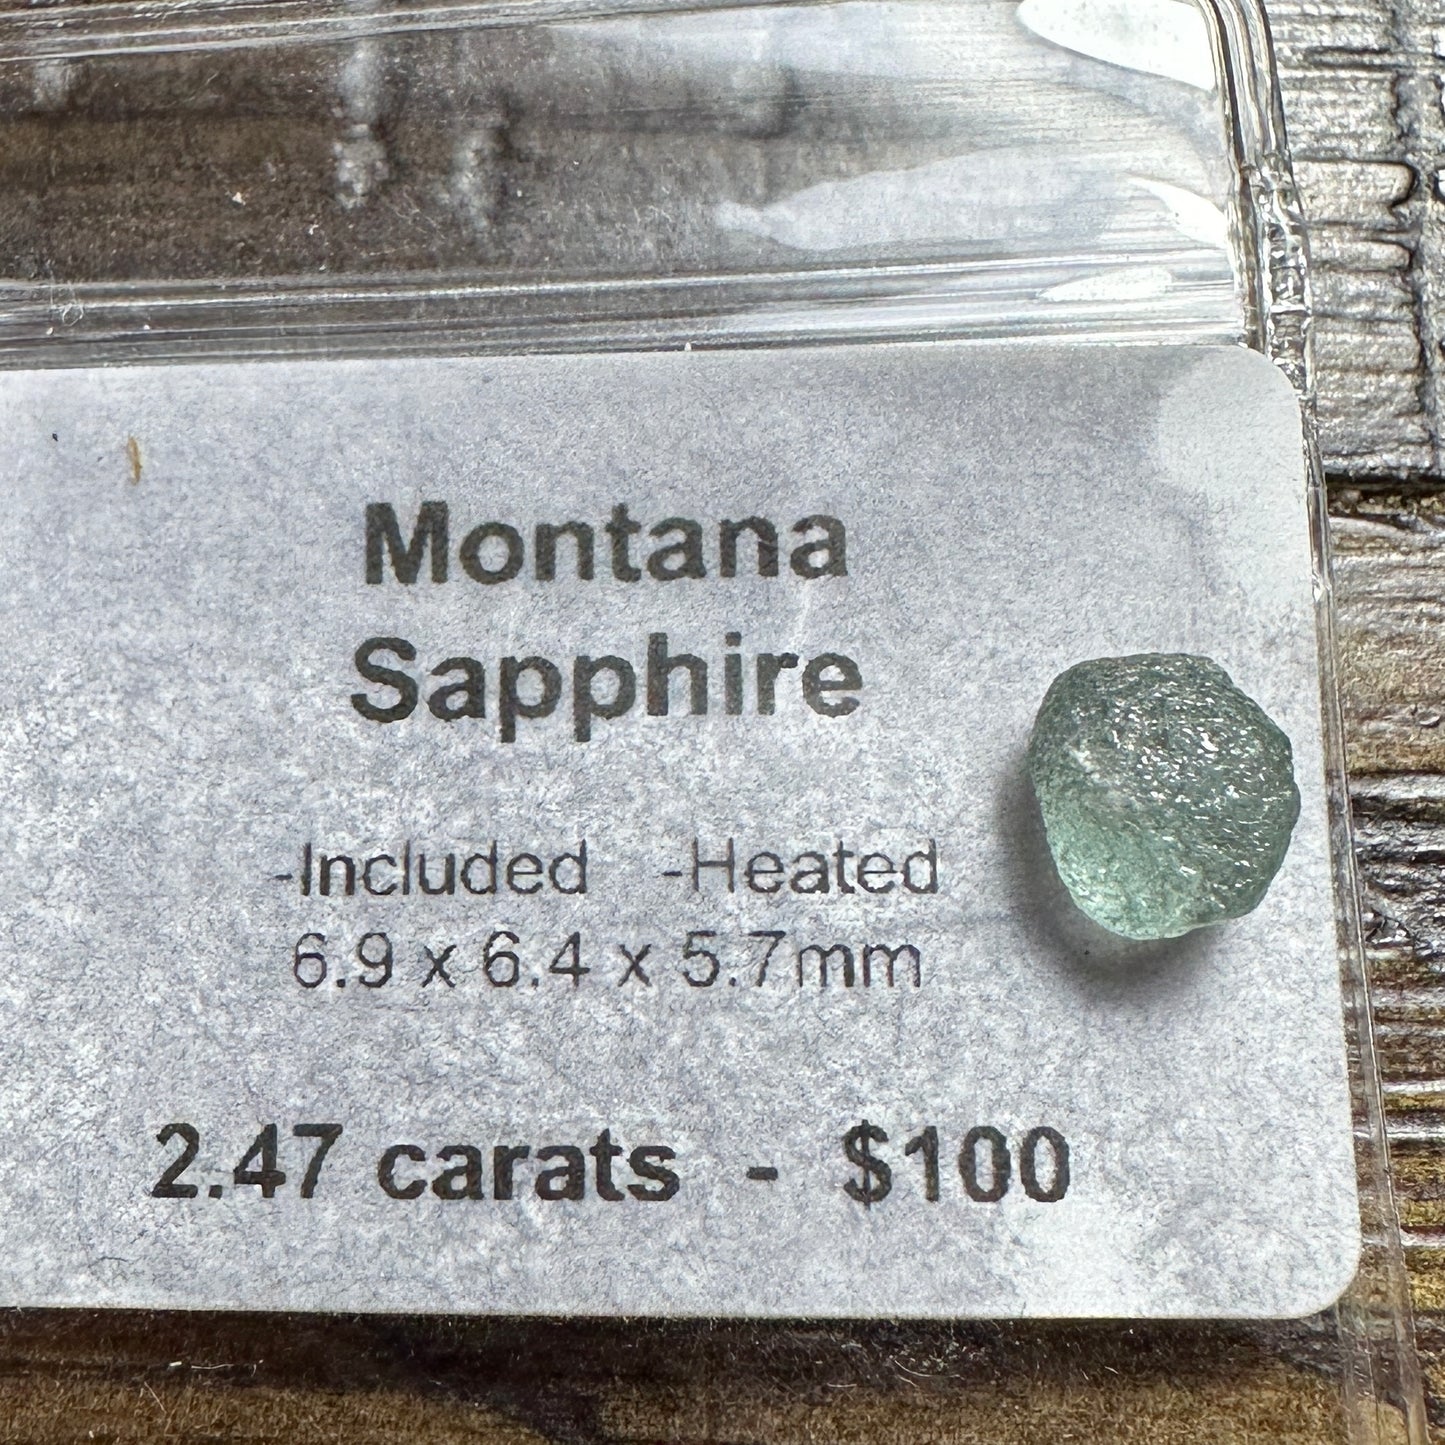 Montana
Sapphire
-Included -Heated
6.9 x 6.4 x 5.7mm
2.47 carats - $100